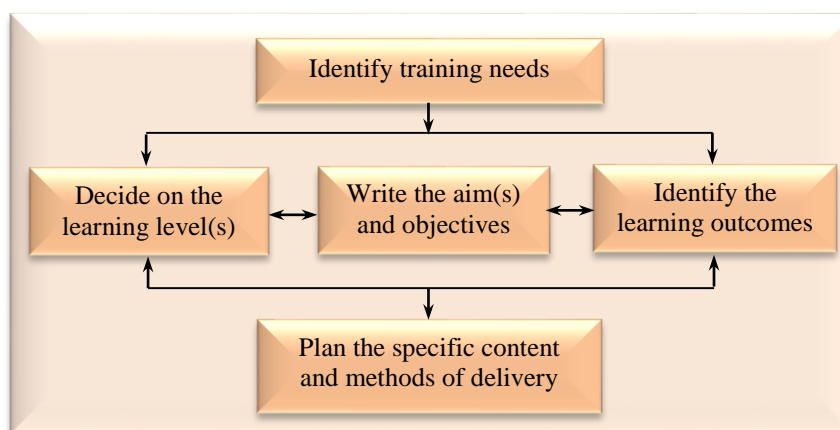 Identify training needs
Decide on the
learning level(s)
Write the aim(s)
and objectives
Identify the
learning outcomes
Plan the specific content
and methods of delivery